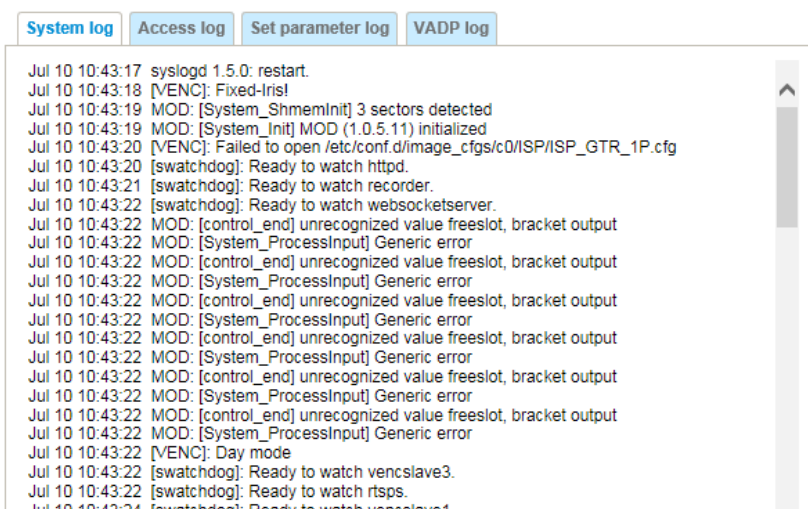 System log
Access log
Set parameter log
VADP log
Jul 10 10:43:17 syslogd 1.5.0: restart.
Jul 10 10:43:18 [VENC]: Fixed-Iris!
Jul 10 10:43:19 MOD: [System_ShmemInit] 3 sectors detected
Jul 10 10:43:19 MOD: [System_Init] MOD (1.0.5.11) initialized
Jul 10 10:43:20 [VENC]: Failed to open /etc/conf.d/image_cfgs/c0/ISP/ISP_GTR_1P.cfg
Jul 10 10:43:20 [swatchdog]: Ready to watch httpd.
Jul 10 10:43:21 [swatchdog]: Ready to watch recorder.
Jul 10 10:43:22 [swatchdog]: Ready to watch websocketserver.
Jul 10 10:43:22 MOD: [control_end] unrecognized value freeslot, bracket output
Jul 10 10:43:22 MOD: [System_ProcessInput] Generic error
Jul 10 10:43:22 MOD: [control_end] unrecognized value freeslot, bracket output
Jul 10 10:43:22 MOD: [System_ProcessInput] Generic error
Jul 10 10:43:22 MOD: [control_end] unrecognized value freeslot, bracket output
Jul 10 10:43:22 MOD: [System_ProcessInput] Generic error
Jul 10 10:43:22 MOD: [control_end] unrecognized value freeslot, bracket output
Jul 10 10:43:22 MOD: [System_ProcessInput] Generic error
Jul 10 10:43:22 MOD: [control_end] unrecognized value freeslot, bracket output
Jul 10 10:43:22 MOD: [System_ProcessInput] Generic error
Jul 10 10:43:22 MOD: [control_end] unrecognized value freeslot, bracket output
Jul 10 10:43:22 MOD: [System_ProcessInput] Generic error
Jul 10 10:43:22 [VENC]: Day mode
Jul 10 10:43:22 [swatchdog]: Ready to watch vencslave3.
Jul 10 10:43:22 [swatchdog]: Ready to watch rtsps.
Jul 10 10:43:24 [swatchdog]: Ready to watch vencslave1.